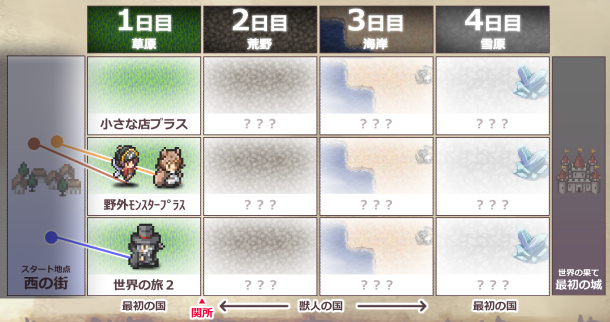 1日目
草原
2日目
荒野
3日目
海岸
4日目
雪原
小さな店プラス
？？？
？？？
？？？
野外ﾓﾝｽﾀｰﾌﾟﾗｽ
？？？
？？？
？？？
スタート地点
西の街
世界の旅２
？？？
？？？
？？？
世界の果て
最初の城
最初の国
関所
獣人の国
最初の国